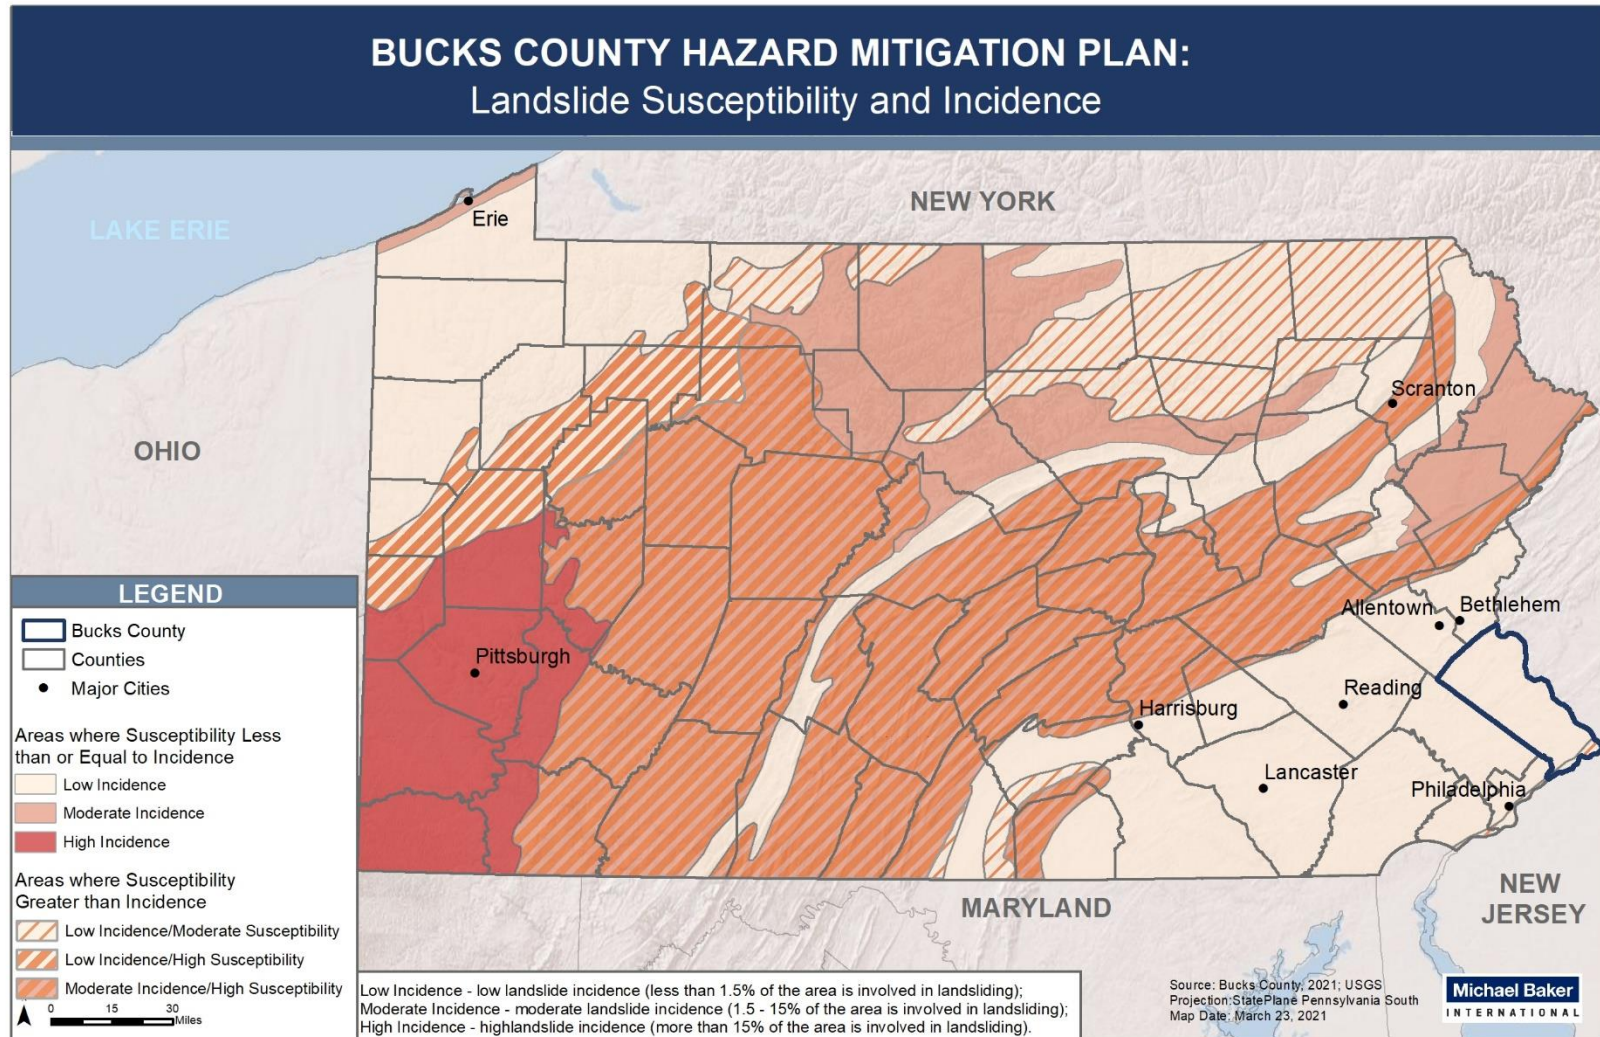 BUCKS COUNTY HAZARD MITIGATION PLAN:
Landslide Susceptibility and Incidence
LAKE ERIE
Erie
NEW YORK
OHIO
Scranton
Allentown
Bethlehem
Pittsburgh
Reading
Harrisburg
Lancaster
Philadelphia
MARYLAND
NEW
JERSEY
LEGEND
Bucks County
Counties
Major Cities
Areas where Susceptibility Less
than or Equal to Incidence
Low Incidence
Moderate Incidence
High Incidence
Areas where Susceptibility
Greater than Incidence
Low Incidence/Moderate Susceptibility
Low Incidence/High Susceptibility
Moderate Incidence/High Susceptibility
0 15 30
Miles
Low Incidence - low landslide incidence (less than 1.5% of the area is involved in landsliding);
Moderate Incidence - moderate landslide incidence (1.5 - 15% of the area is involved in landsliding);
High Incidence - highlandslide incidence (more than 15% of the area is involved in landsliding).
Source: Bucks County, 2021; USGS
Projection:StatePlane Pennsylvania South
Map Date: March 23, 2021
Michael Baker
INTERNATIONAL